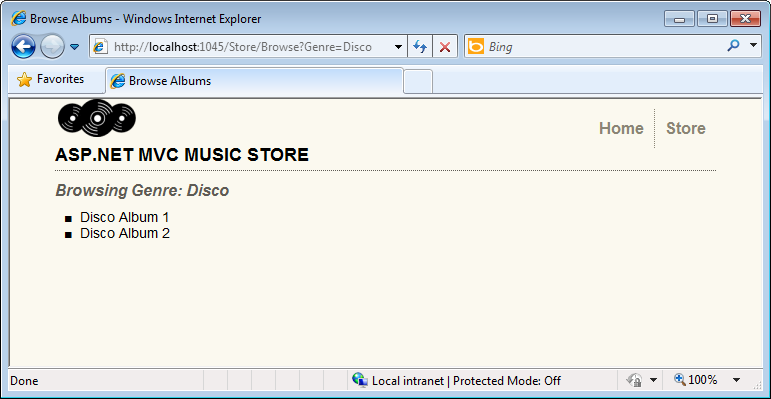 Browse Albums - Windows Internet Explorer
http://localhost:1045/Store/Browse?Genre=Disco
Bing
Favorites
Browse Albums
Home
Store
ASP.NET MVC MUSIC STORE
Browsing Genre: Disco
Disco Album 1
Disco Album 2
Done
Local intranet | Protected Mode: Off
100%